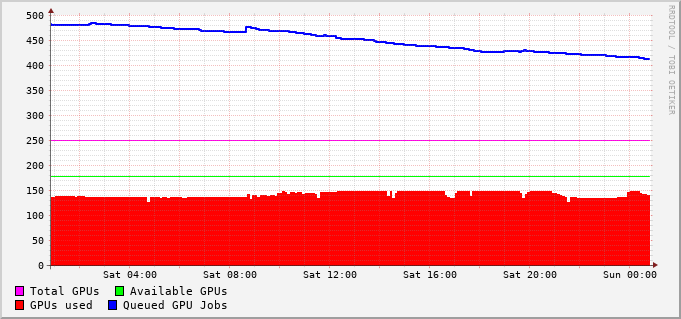 500
450
400
350
300
250
200
150
100
50
0
Sat 04:00 Sat 08:00 Sat 12:00 Sat 16:00 Sat 20:00 Sun 00:00
Total GPUs Available GPUs
GPUs used Queued GPU Jobs
RRDTOOL / TOBI OETIKER